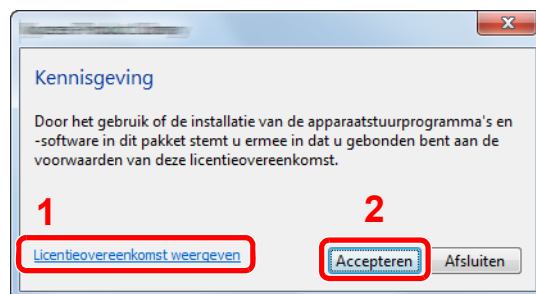 Kennisgeving
Door het gebruik of de installatie van de apparaatstuurprogramma's en
-software in dit pakket stemt u ermee in dat u gebonden bent aan de
voorwaarden van deze licentieovereenkomst.
1
2
Licentieovereenkomst weergeven
Accepteren Afsluiten